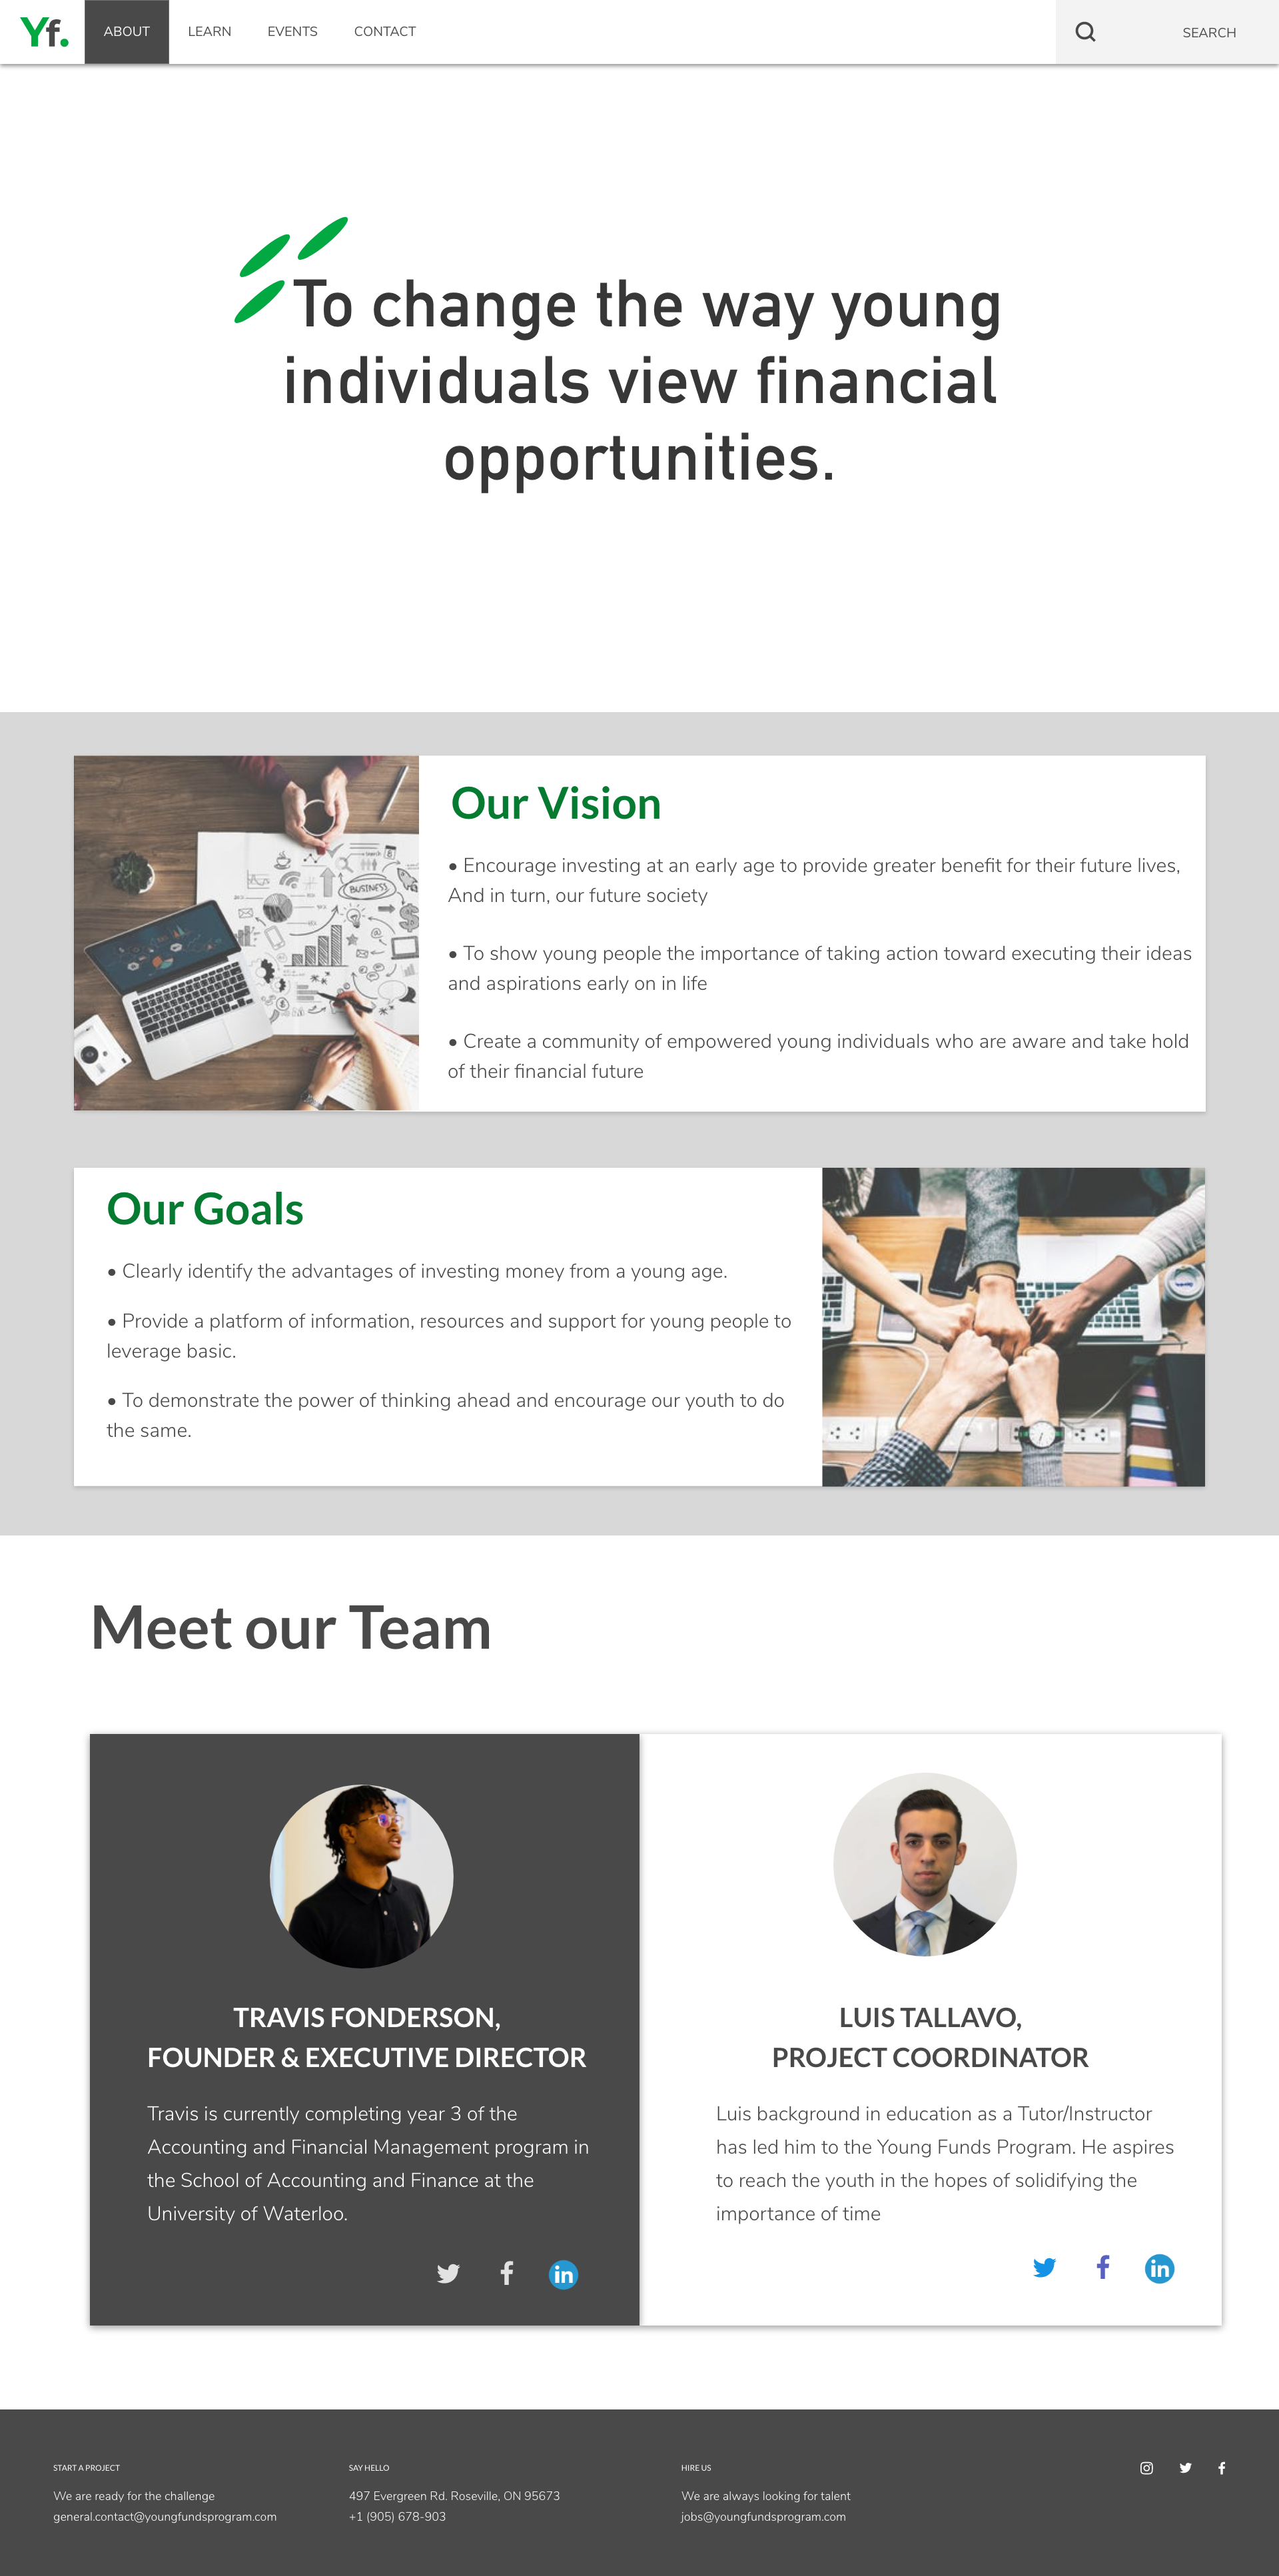 Yf.
ABOUT LEARN EVENTS CONTACT
SEARCH
To change the way young
individuals view financial
opportunities.
BUSINESS
Our Vision
• Encourage investing at an early age to provide greater benefit for their future lives,
And in turn, our future society
• To show young people the importance of taking action toward executing their ideas
and aspirations early on in life
• Create a community of empowered young individuals who are aware and take hold
of their financial future
Our Goals
• Clearly identify the advantages of investing money from a young age.
• Provide a platform of information, resources and support for young people to
leverage basic.
• To demonstrate the power of thinking ahead and encourage our youth to do
the same.
Meet our Team
TRAVIS FONDERSON,
FOUNDER & EXECUTIVE DIRECTOR
Travis is currently completing year 3 of the
Accounting and Financial Management program in
the School of Accounting and Finance at the
University of Waterloo.
in
LUIS TALLAVO,
PROJECT COORDINATOR
Luis background in education as a Tutor/Instructor
has led him to the Young Funds Program. He aspires
to reach the youth in the hopes of solidifying the
importance of time
in
START A PROJECT
We are ready for the challenge
general.contact@youngfundsprogram.com
SAY HELLO
497 Evergreen Rd. Roseville, ON 95673
+1 (905) 678-903
HIRE US
We are always looking for talent
jobs@youngfundsprogram.com